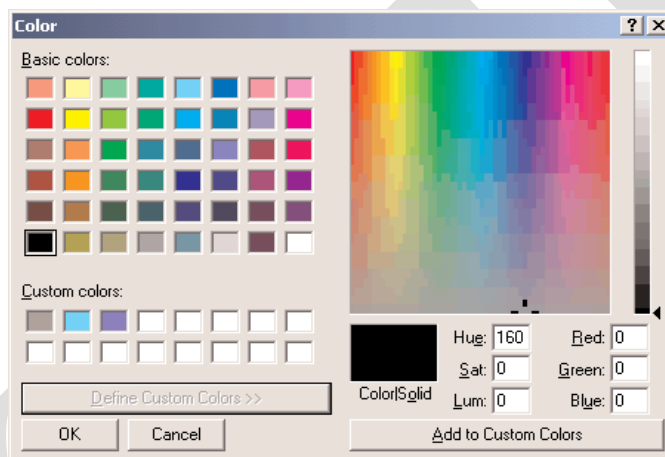 Color
Basic colors:
Custom colors:
Define Custom Colors >>
OK Cancel
Color|Solid
Hue: 160 Red: 0
Sat: 0 Green: 0
Lum: 0 Blue: 0
Add to Custom Colors